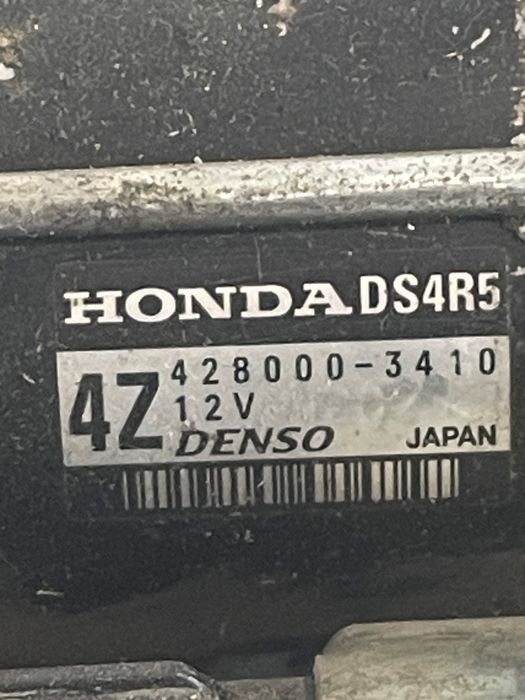 HONDA DS4R5
4Z 428000-3410
12V
DENSO JAPAN